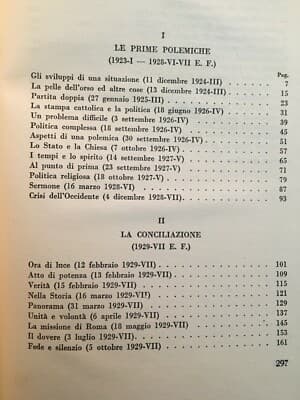 I
LE PRIME POLEMICHE
(1923-I — 1928-VI-VII E. F.)
Pag.
Gli sviluppi di una situazione (11 dicembre 1924-III) . . . . . . 7
La pelle dell'orso ed altre cose (13 dicembre 1924-III) . . . . . 15
Partita doppia (27 gennaio 1925-III) . . . . . . . . . . 23
La stampa cattolica e la politica (18 giugno 1926-IV) . . . . . 39
Un problema difficile (3 settembre 1926-IV) . . . . . . . . 39
Politica complessa (18 settembre 1926-IV) . . . . . . . . 45
Aspetti di una polemica (30 settembre 1926-IV) . . . . . . . 51
Lo Stato e la Chiesa (7 ottobre 1926-IV) . . . . . . . . 57
I tempi e lo spirito (14 settembre 1927-V) . . . . . . . . 65
Al punto di prima (23 settembre 1927-V) . . . . . . . . 71
Politica religiosa (18 ottobre 1927-V) . . . . . . . . . 79
Sermone (16 marzo 1928-VI) . . . . . . . . . . . 87
Crisi dell'Occidente (4 dicembre 1928-VII) . . . . . . . . 93
II
LA CONCILIAZIONE
(1929-VII E. F.)
Ora di luce (12 febbraio 1929-VII) . . . . . . . . . . 101
Atto di potenza (13 febbraio 1929-VII) . . . . . . . . . 109
Verità (15 febbraio 1929-VII) . . . . . . . . . . . 115
Nella Storia (16 marzo 1929-VII) . . . . . . . . . . 121
Panorama (31 marzo 1929-VII) . . . . . . . . . . . 129
Unità e volontà (6 aprile 1929-VII) . . . . . . . . . 137
La missione di Roma (18 maggio 1929-VII) . . . . . . . . 145
Il dovere (3 luglio 1929-VII) . . . . . . . . . . . 153
Fede e silenzio (5 ottobre 1929-VII) . . . . . . . . . 161
297